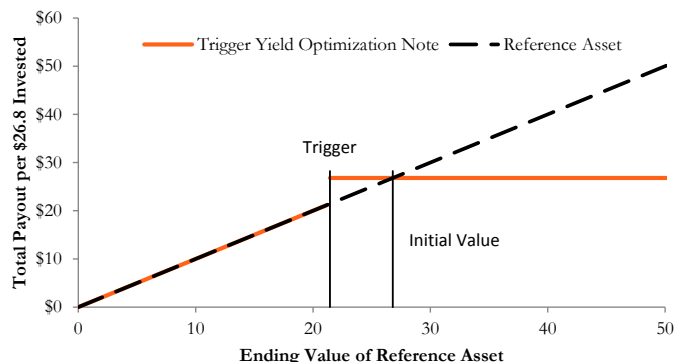 $60
Trigger Yield Optimization Note
Reference Asset
$50
$40
Trigger
$30
$20
Initial Value
$10
$0
0
10
20
30
40
50
Total Payout per $26.8 Invested
Ending Value of Reference Asset